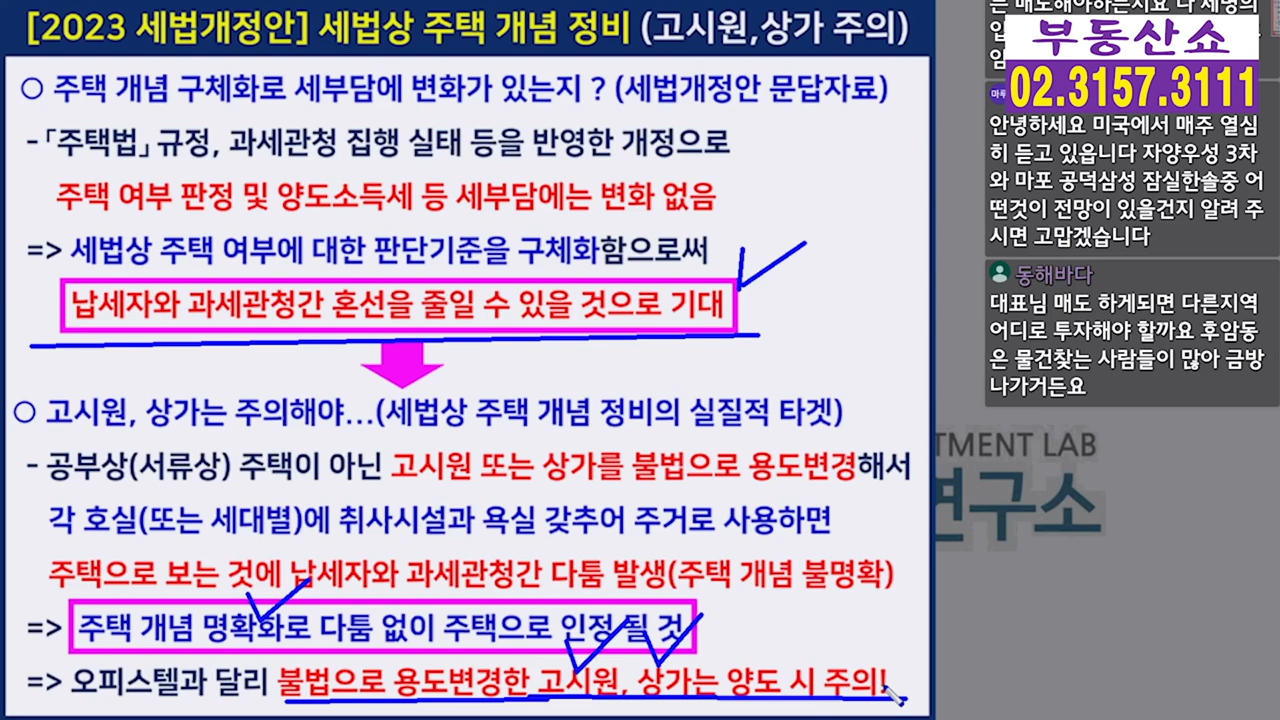 [2023 세법개정안] 세법상 주택 개념 정비 (고시원,상가 주의)
○ 주택 개념 구체화로 세부담에 변화가 있는지 ? (세법개정안 문답자료)
-「주택법」규정, 과세관청 집행 실태 등을 반영한 개정으로
주택 여부 판정 및 양도소득세 등 세부담에는 변화 없음
=> 세법상 주택 여부에 대한 판단기준을 구체화함으로써
납세자와 과세관청간 혼선을 줄일 수 있을 것으로 기대
○ 고시원, 상가는 주의해야...(세법상 주택 개념 정비의 실질적 타겟)
- 공부상(서류상) 주택이 아닌 고시원 또는 상가를 불법으로 용도변경해서
각 호실(또는 세대별)에 취사시설과 욕실 갖추어 주거로 사용하면
주택으로 보는 것에 납세자와 과세관청간 다툼 발생(주택 개념 불명확)
=> 주택 개념 명확화로 다툼 없이 주택으로 인정 될 것
=> 오피스텔과 달리 불법으로 용도변경한 고시원, 상가는 양도 시 주의!
는 매도해야하는지요 다 세명의
부동산쇼
02.3157.3111
안녕하세요 미국에서 매주 열심
히 듣고 있읍니다 자양우성 3차
와 마포 공덕삼성 잠실한솔중 어
떤것이 전망이 있을건지 알려 주
시면 고맙겠습니다
동해바다
대표님 매도 하게되면 다른지역
어디로 투자해야 할까요 후암동
은 물건찾는 사람들이 많아 금방
나가거든요
TMENT LAB
연구소